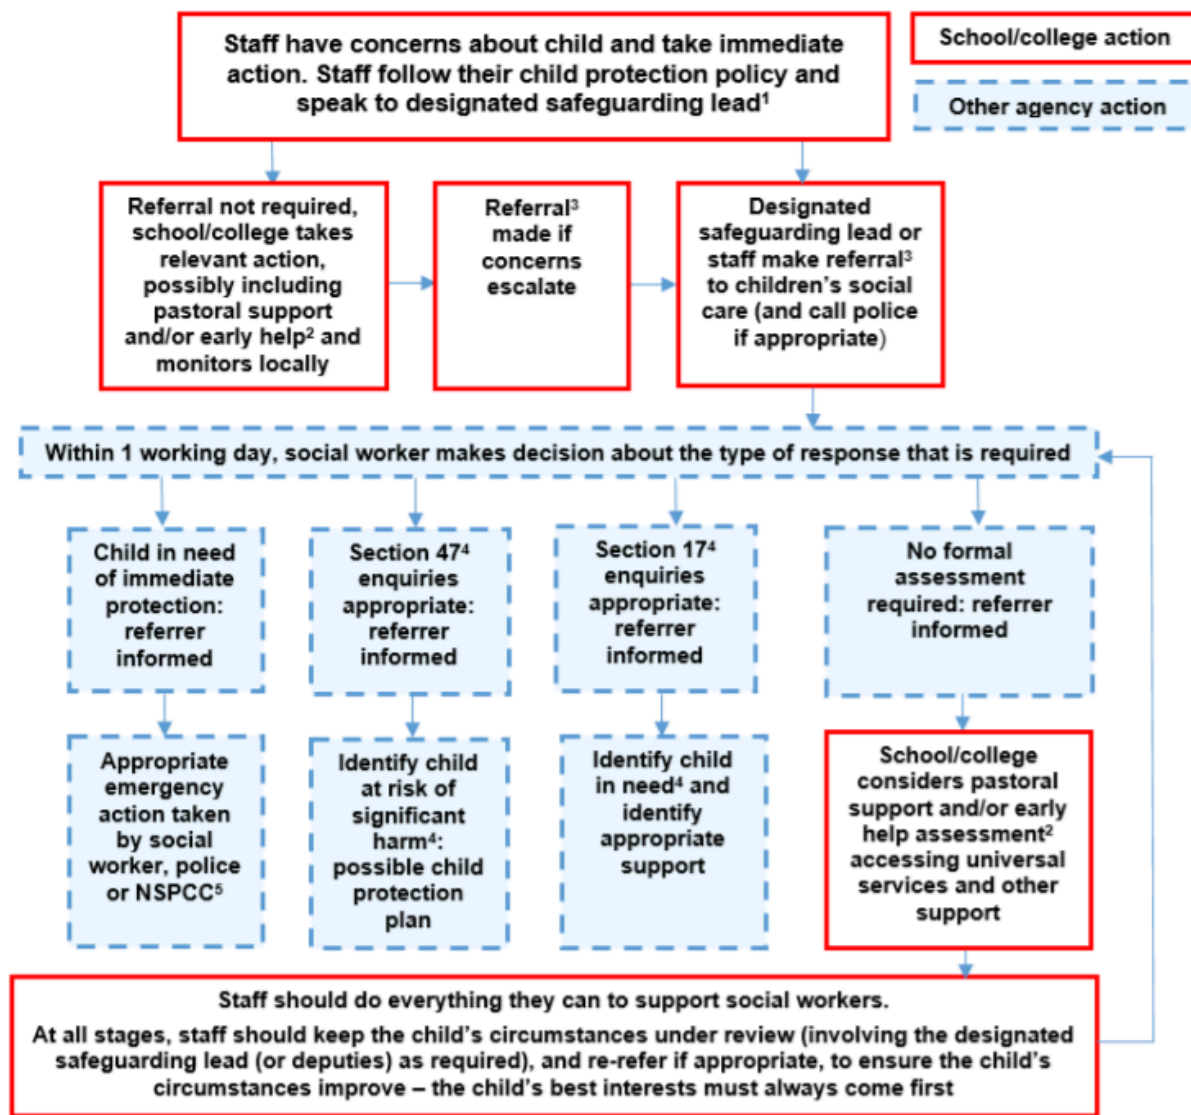 Staff have concerns about child and take immediate
action. Staff follow their child protection policy and
speak to designated safeguarding lead¹
School/college action
Other agency action
Referral not required,
school/college takes
relevant action,
possibly including
pastoral support
and/or early help² and
monitors locally
Referral³
made if
concerns
escalate
Designated
safeguarding lead or
staff make referral³
to children’s social
care (and call police
if appropriate)
Within 1 working day, social worker makes decision about the type of response that is required
Child in need
of immediate
protection:
referrer
informed
Section 47⁴
enquiries
appropriate:
referrer
informed
Section 17⁴
enquiries
appropriate:
referrer
informed
No formal
assessment
required: referrer
informed
Appropriate
emergency
action taken
by social
worker, police
or NSPCC⁵
Identify child
at risk of
significant
harm⁴:
possible child
protection
plan
Identify child
in need⁴ and
identify
appropriate
support
School/college
considers pastoral
support and/or early
help assessment²
accessing universal
services and other
support
Staff should do everything they can to support social workers.
At all stages, staff should keep the child’s circumstances under review (involving the designated
safeguarding lead (or deputies) as required), and re-refer if appropriate, to ensure the child’s
circumstances improve – the child’s best interests must always come first